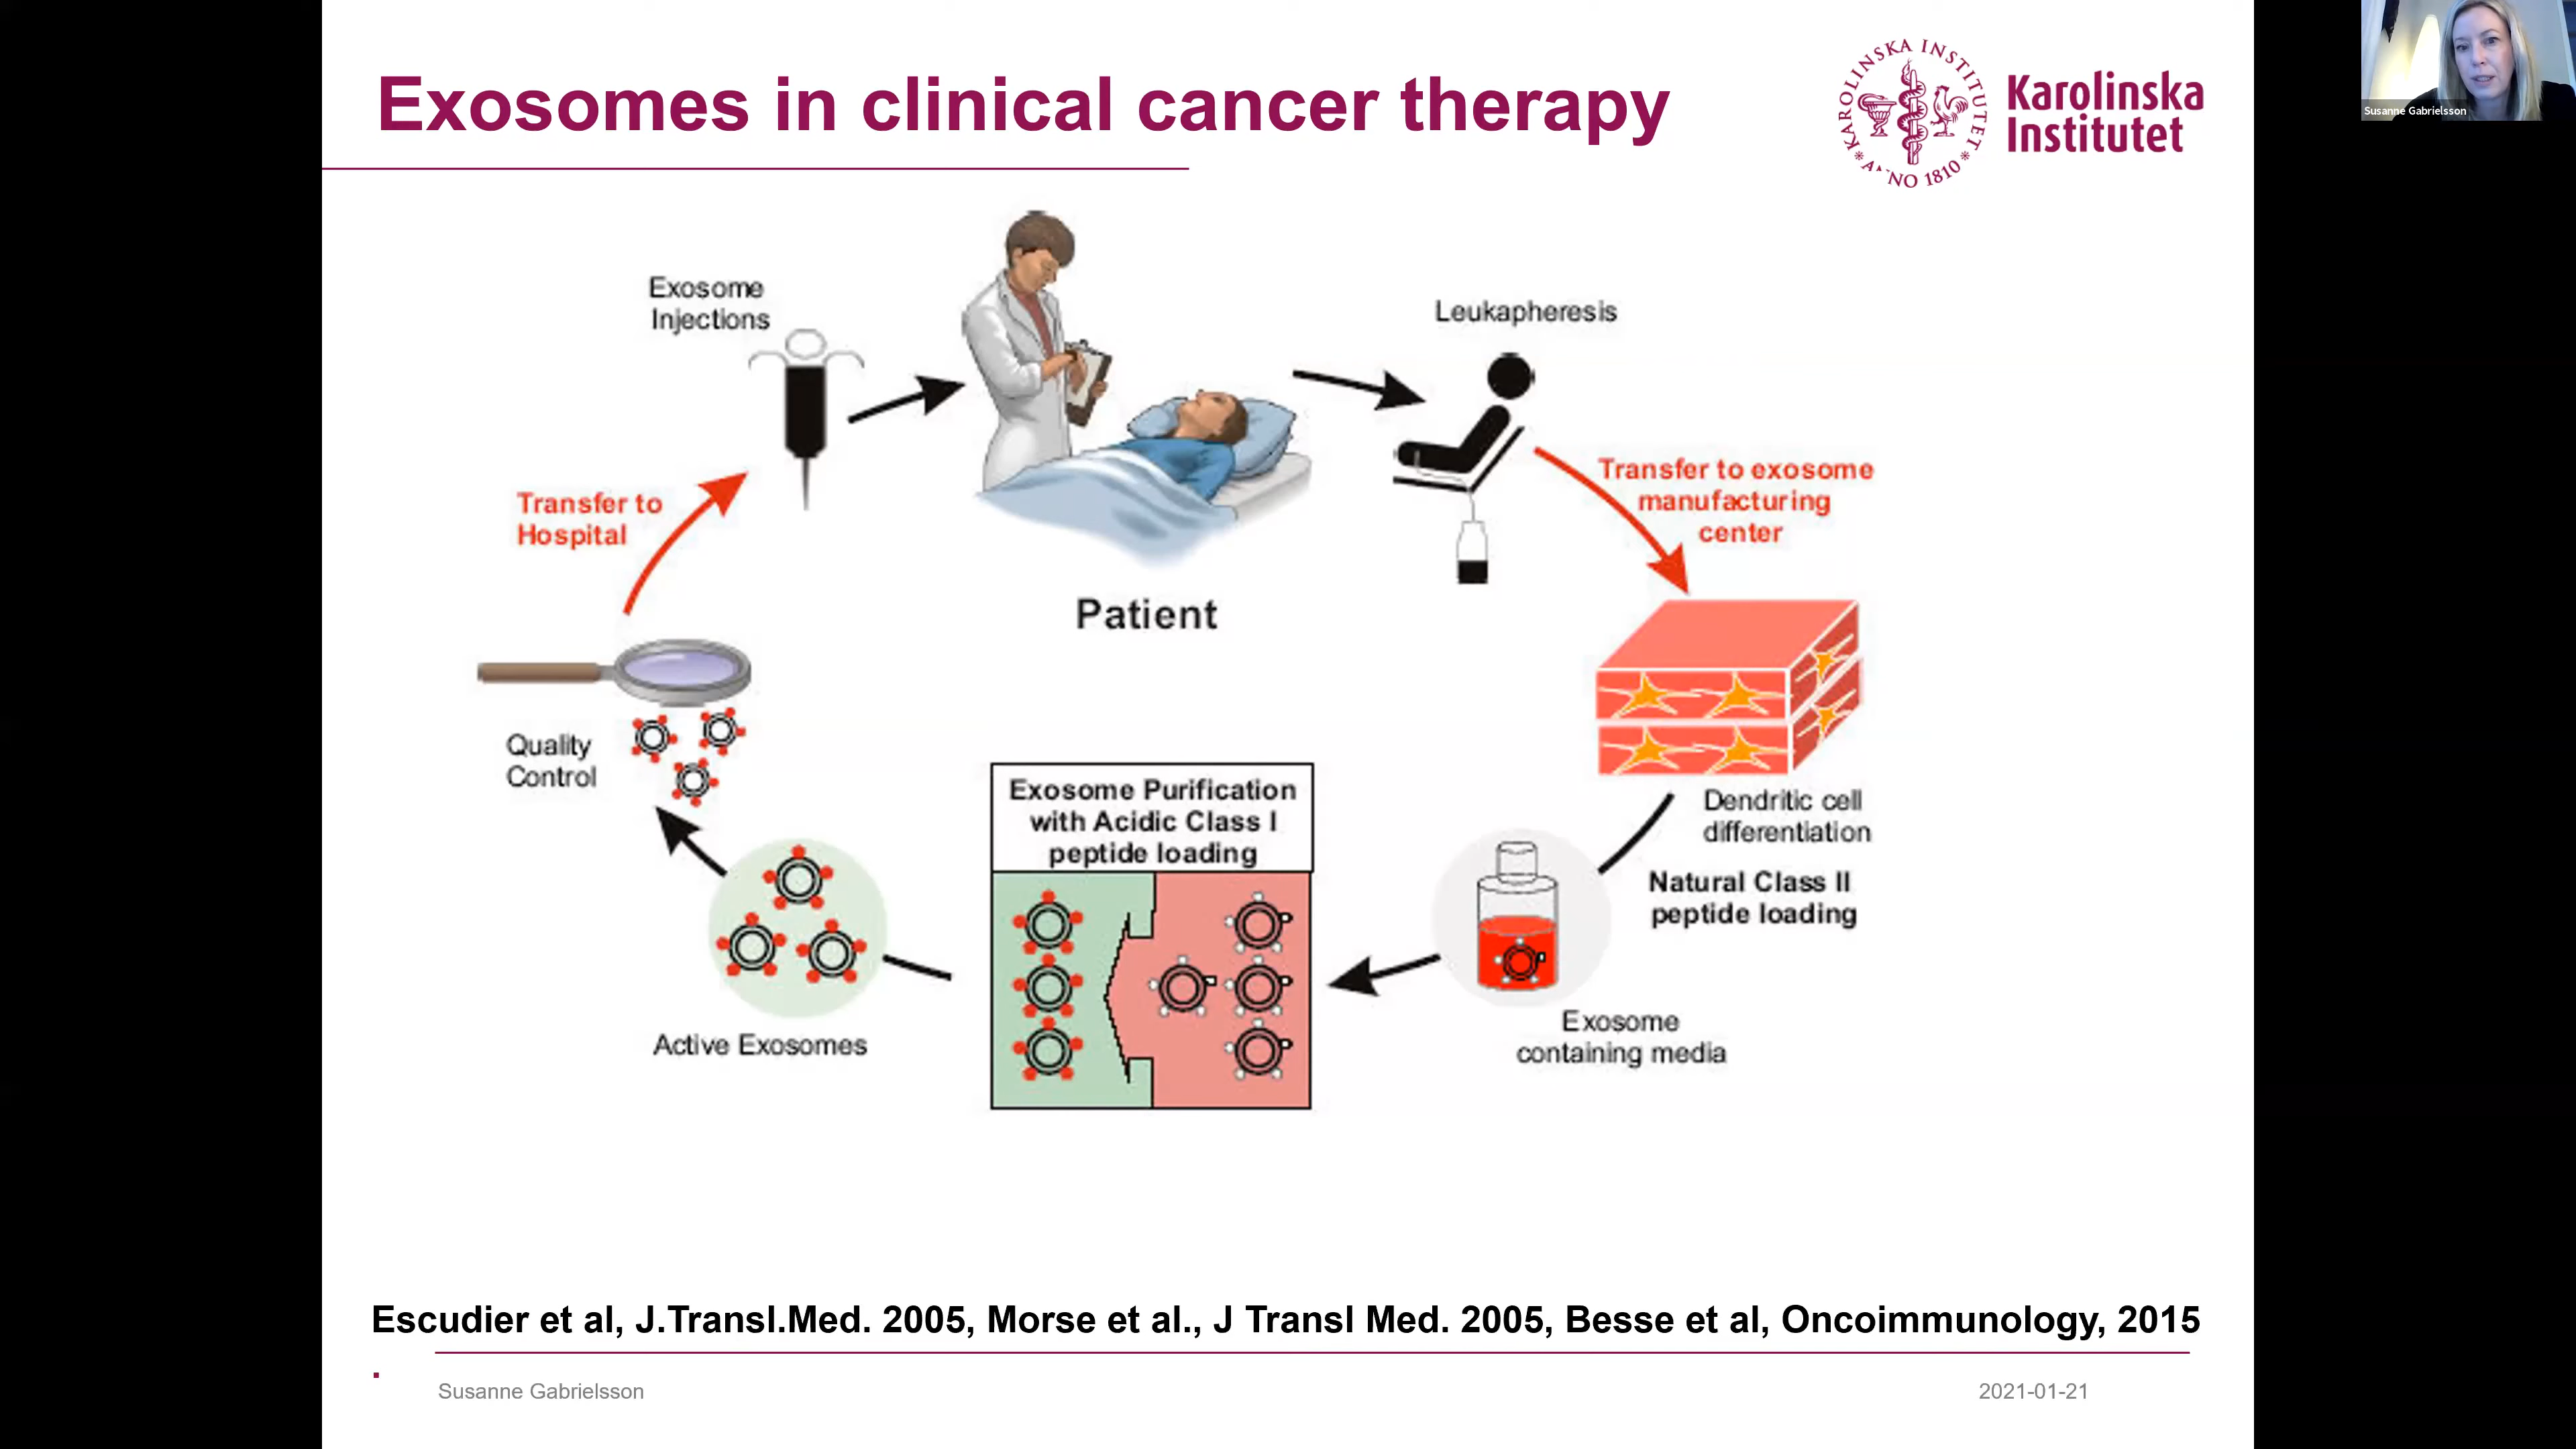 Exosomes in clinical cancer therapy
KAROLINSKA INSTITUTET
NO 1810
Karolinska
Institutet
Susanne Gabrielsson
Exosome
Injections
Leukapheresis
Transfer to exosome
manufacturing
center
Transfer to
Hospital
Patient
Quality
Control
Exosome Purification
with Acidic Class I
peptide loading
Dendritic cell
differentiation
Natural Class II
peptide loading
Active Exosomes
Exosome
containing media
Escudier et al, J.Transl.Med. 2005, Morse et al., J Transl Med. 2005, Besse et al, Oncoimmunology, 2015
.
Susanne Gabrielsson
2021-01-21